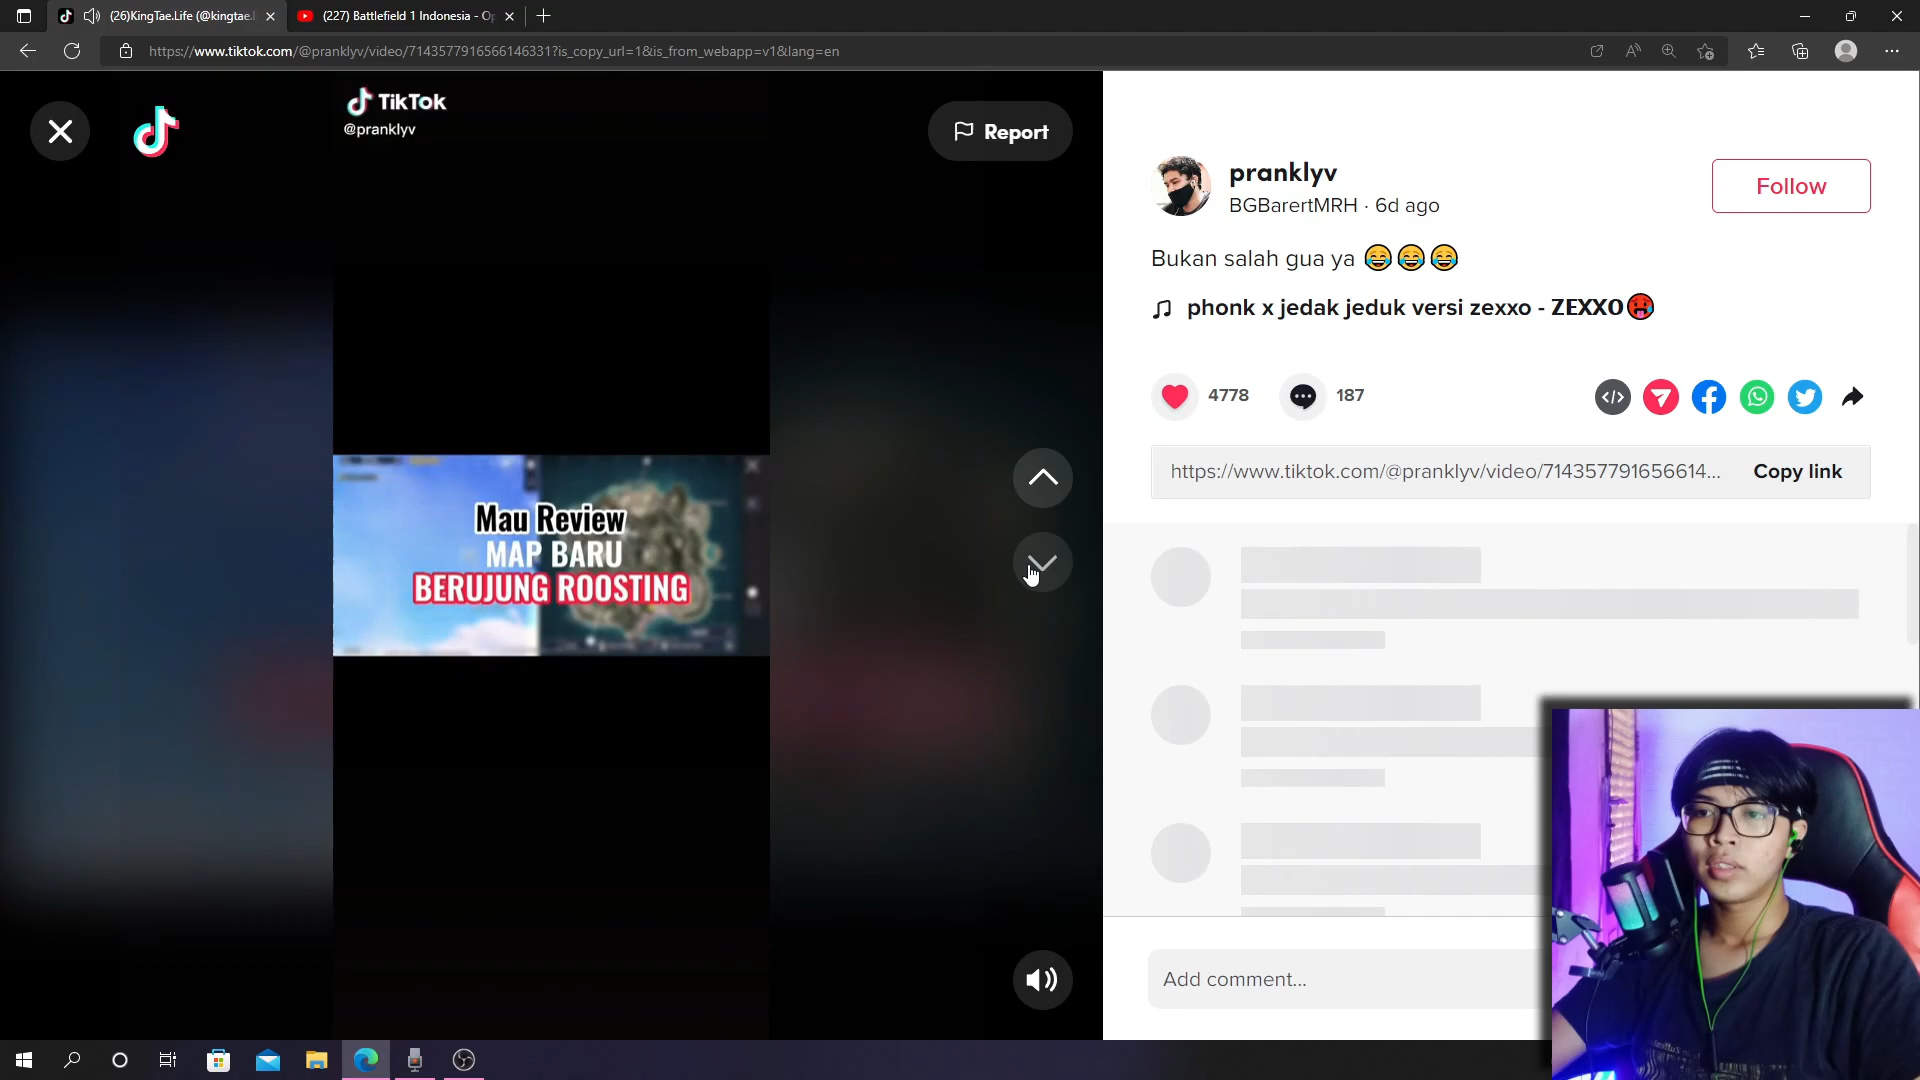 (26)KingTae.Life (@kingtae.l
(227) Battlefield 1 Indonesia - Op
https://www.tiktok.com/@pranklyv/video/7143577916566146331?is_copy_url=1&is_from_webapp=v1&lang=en
TikTok
@pranklyv
Report
pranklyv
BGBarertMRH · 6d ago
Follow
Bukan salah gua ya 😂😂😂
phonk x jedak jeduk versi zexxo - ZEXXO🥵
4778
187
https://www.tiktok.com/@pranklyv/video/714357791656614...
Copy link
Mau Review
MAP BARU
BERUJUNG ROOSTING
Add comment...